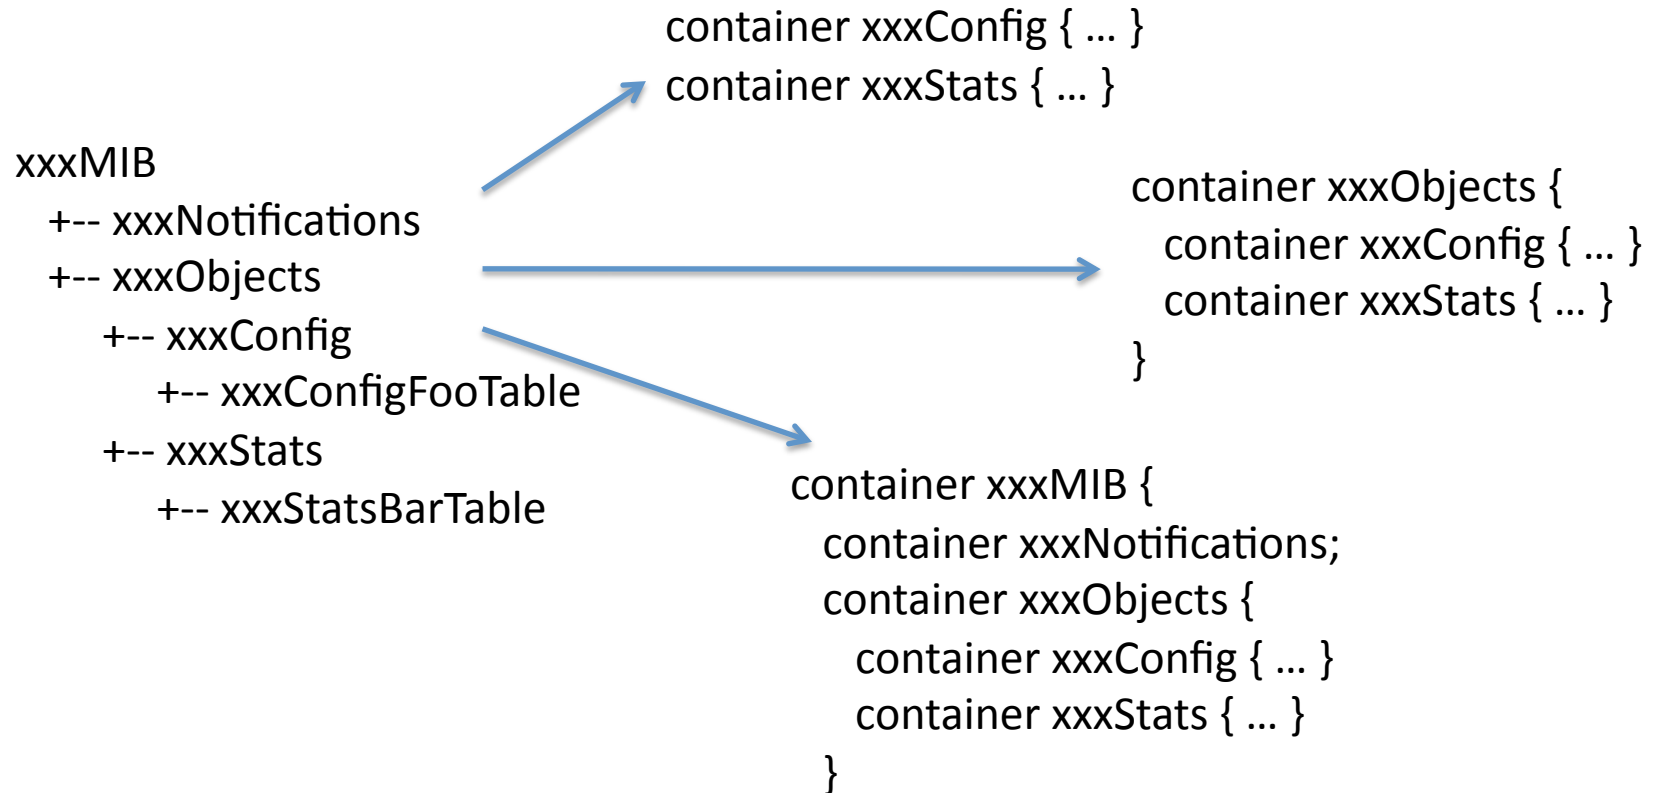 container xxxConfig { … }
container xxxStats { … }
xxxMIB
+-- xxxNotifications
+-- xxxObjects
+-- xxxConfig
+-- xxxConfigFooTable
+-- xxxStats
+-- xxxStatsBarTable
container xxxObjects {
container xxxConfig { … }
container xxxStats { … }
}
container xxxMIB {
container xxxNotifications;
container xxxObjects {
container xxxConfig { … }
container xxxStats { … }
}